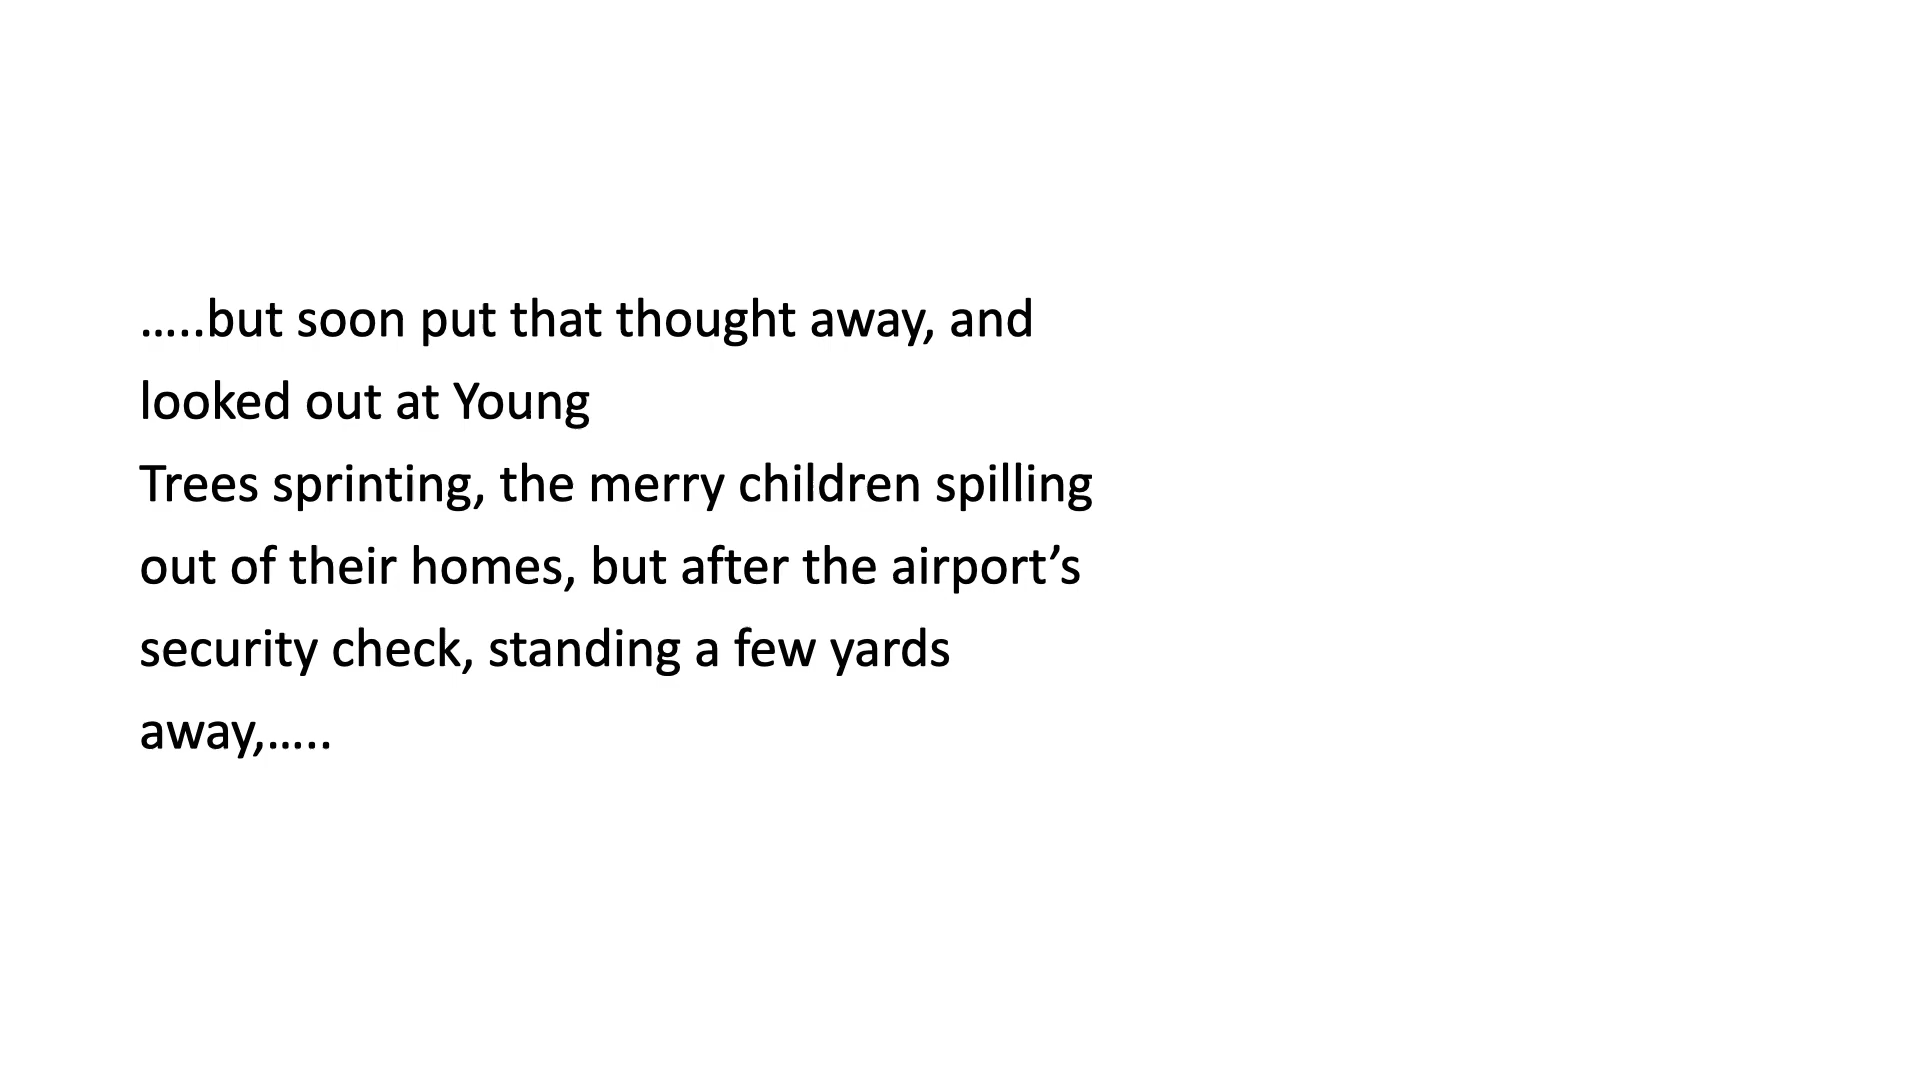 …..but soon put that thought away, and
looked out at Young
Trees sprinting, the merry children spilling
out of their homes, but after the airport’s
security check, standing a few yards
away,…..